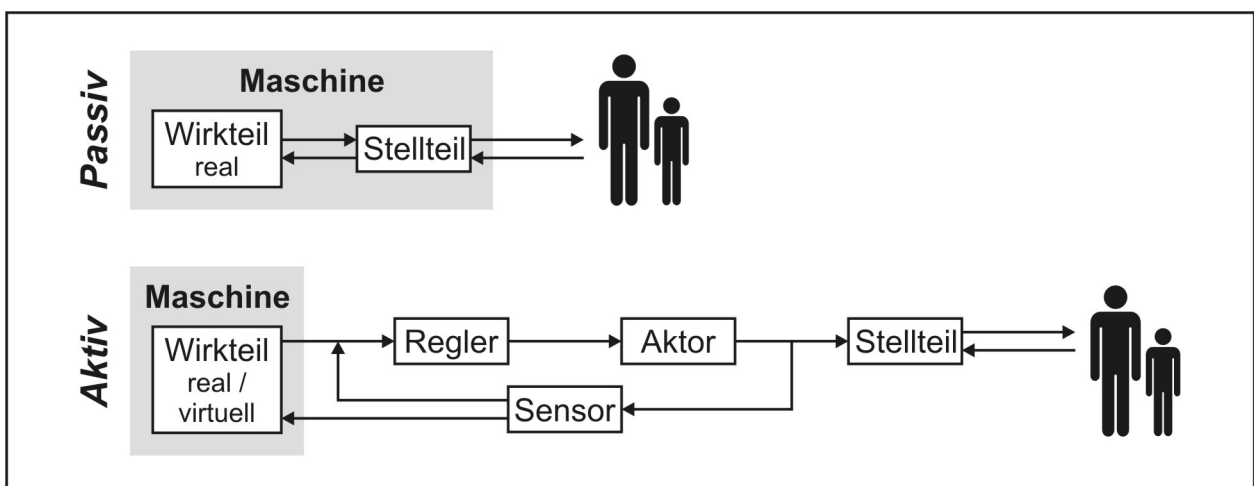 Passiv
Maschine
Wirkteil
real
Stellteil
Aktiv
Maschine
Wirkteil
real /
virtuell
Regler
Aktor
Stellteil
Sensor